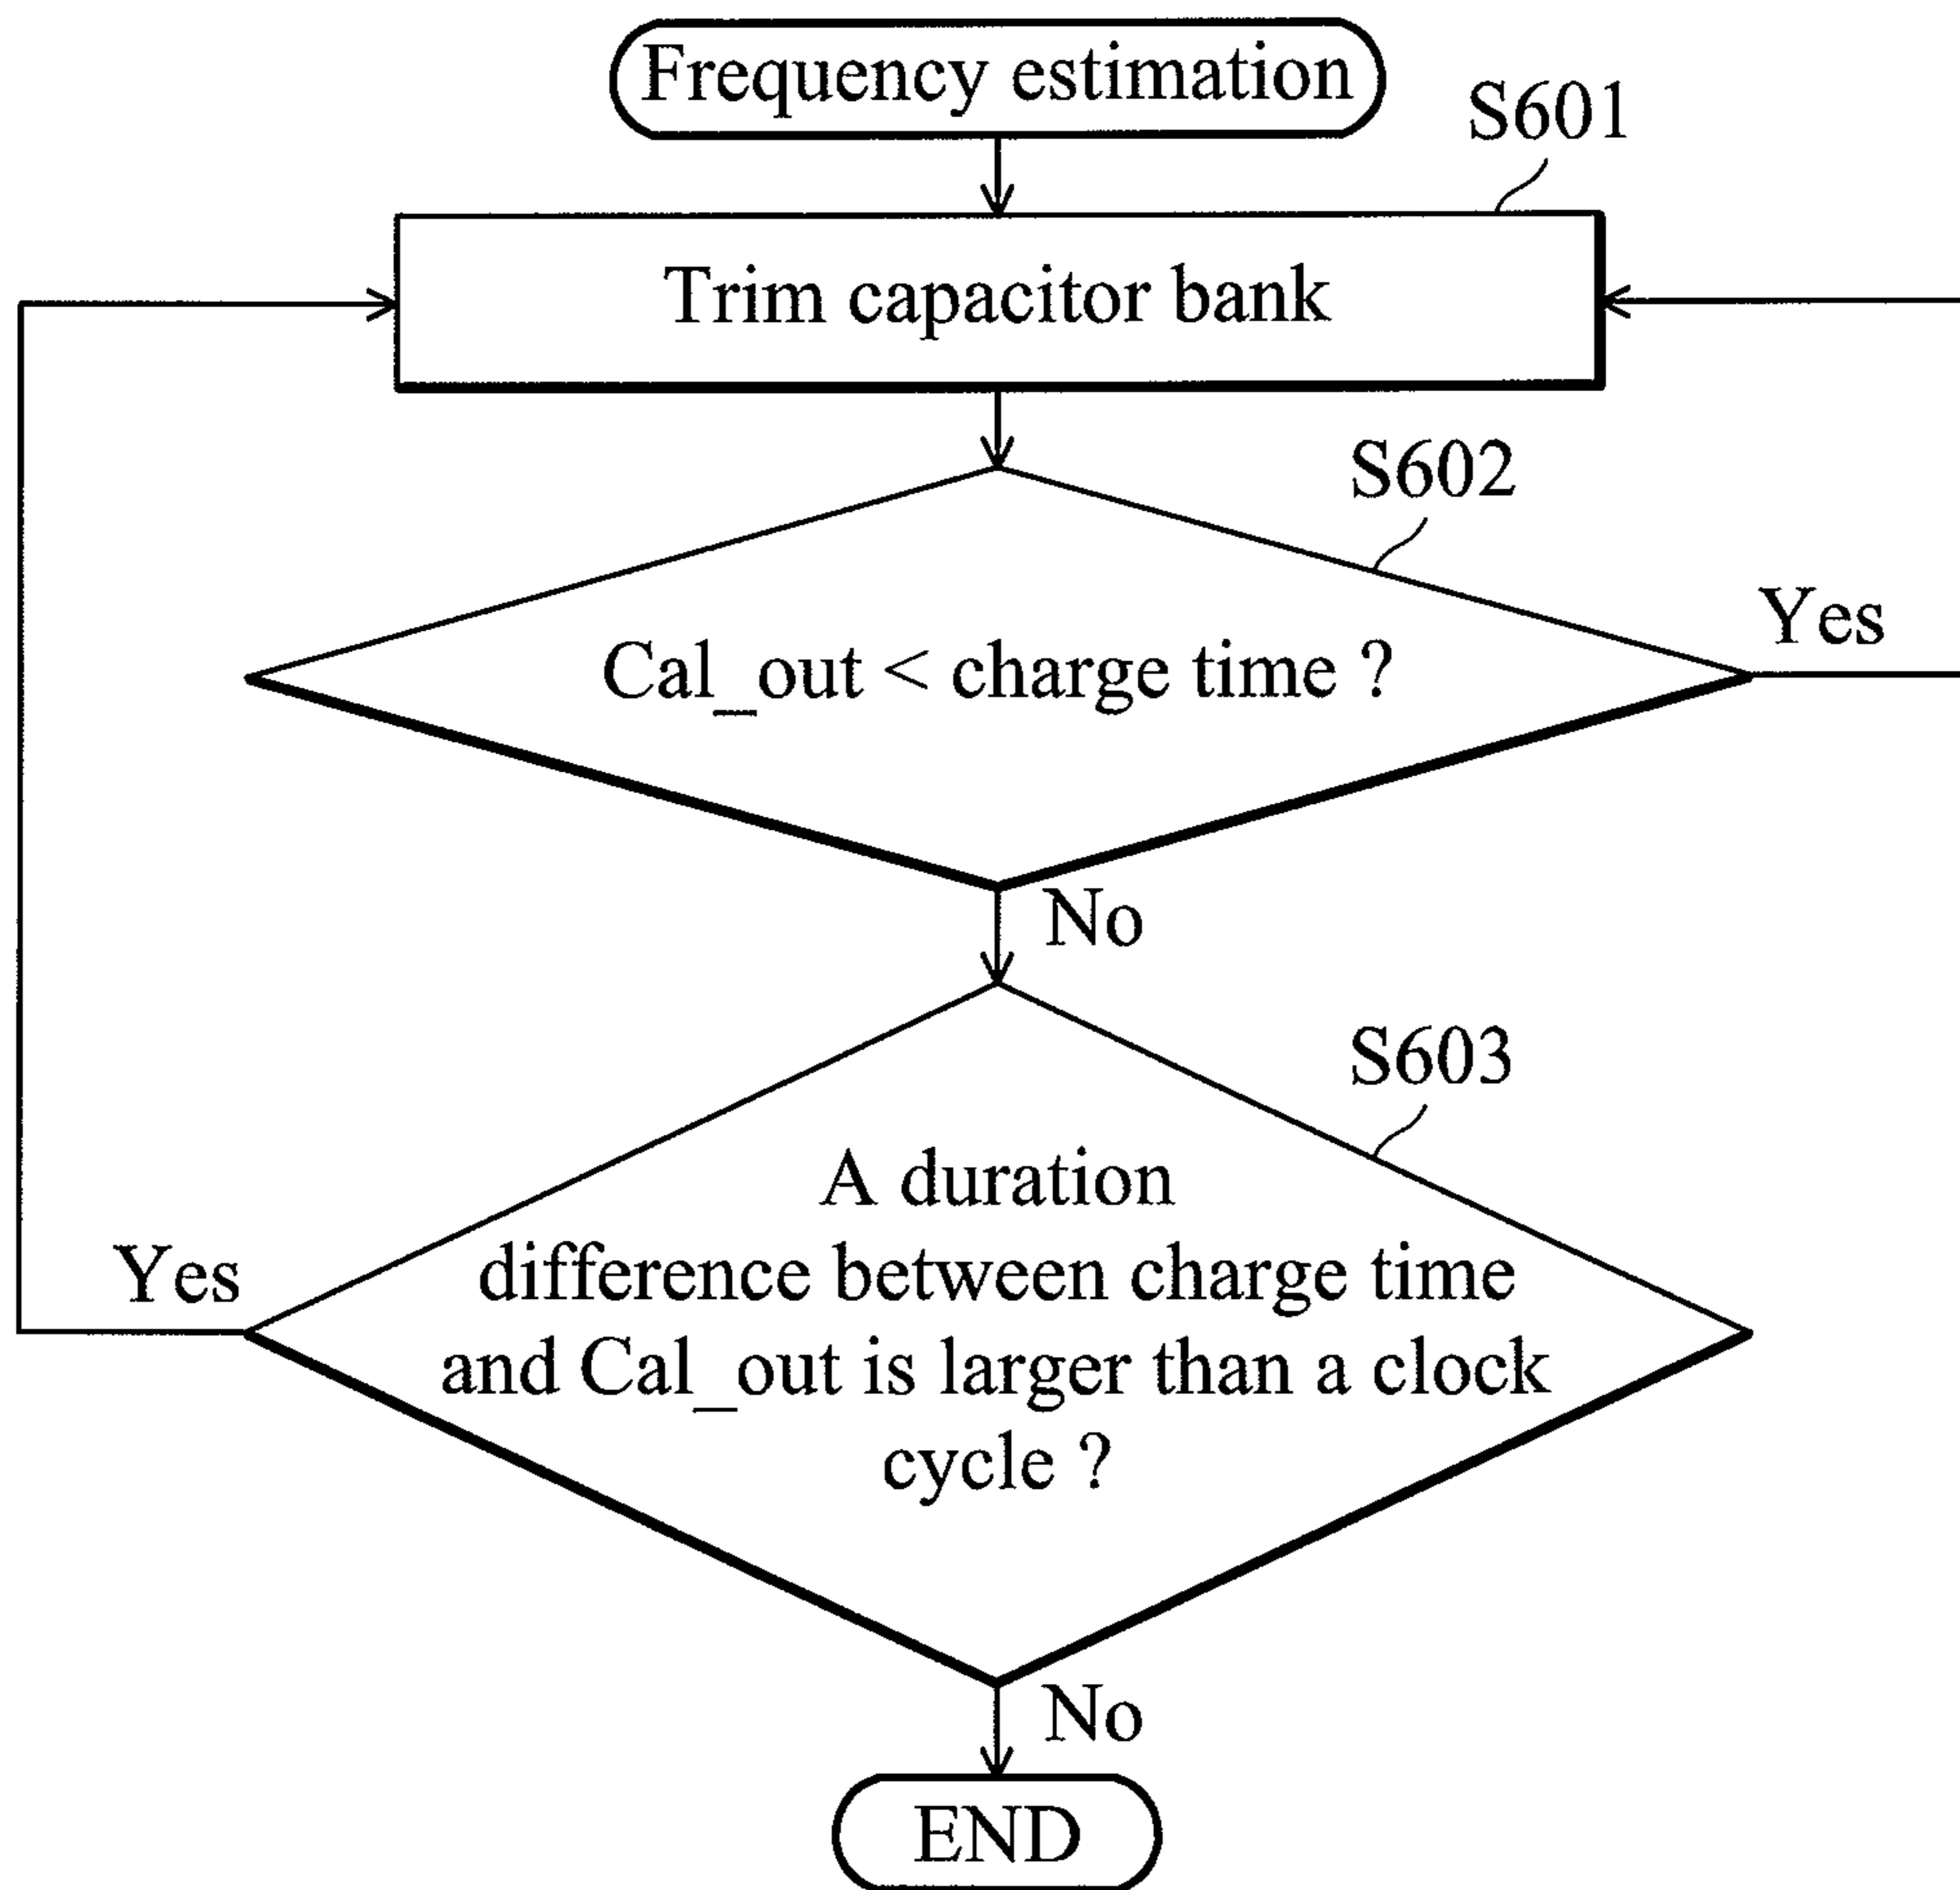 Frequency estimation
S601
Trim capacitor bank
S602
Cal_out < charge time ?
Yes
No
S603
A duration
difference between charge time
and Cal_out is larger than a clock
cycle ?
Yes
No
END